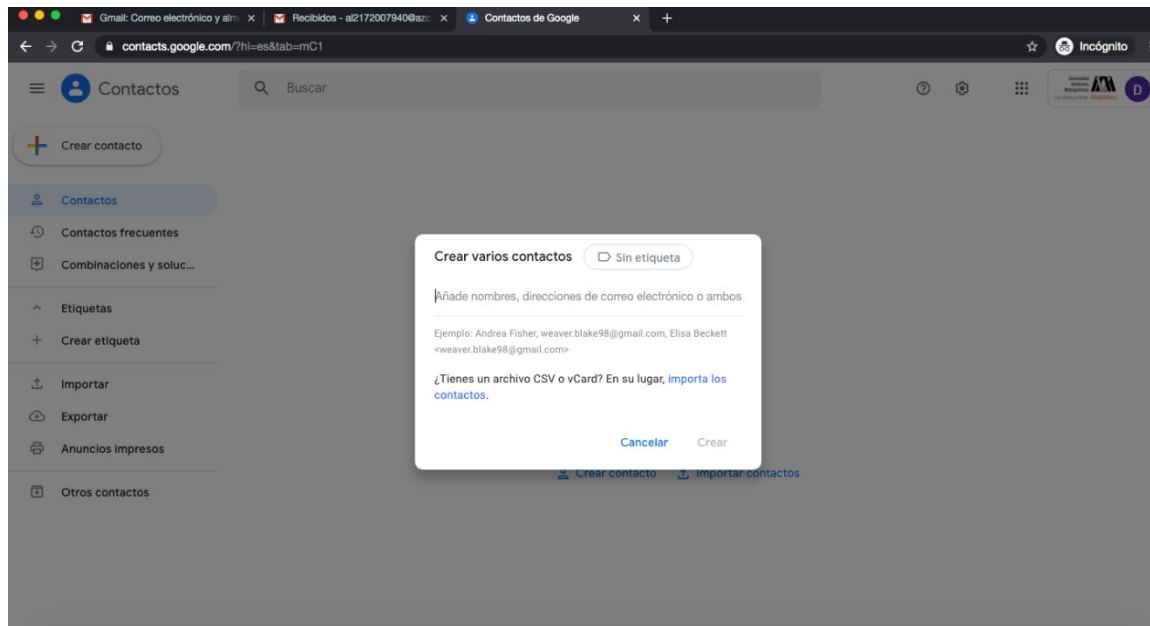 Gmail: Correo electrónico y alm
Recibidos - al2172007940@azc
Contactos de Google
contacts.google.com/?hl=es&tab=mC1
Incógnito
Contactos
Buscar
D
Crear contacto
Contactos
Contactos frecuentes
Combinaciones y soluc...
Etiquetas
Crear etiqueta
Importar
Exportar
Anuncios impresos
Otros contactos
Crear varios contactos
Sin etiqueta
Añade nombres, direcciones de correo electrónico o ambos
Ejemplo: Andrea Fisher, weaver.blake98@gmail.com, Elisa Beckett
<weaver.blake98@gmail.com>
¿Tienes un archivo CSV o vCard? En su lugar, importa los
contactos.
Cancelar
Crear
Crear contacto
Importar contactos